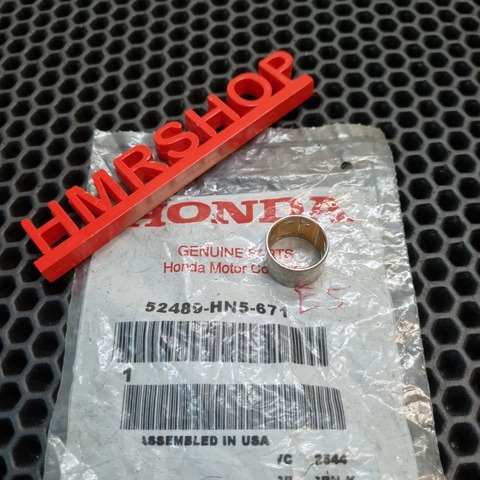 HMRSHOP
HONDA
GENUINE PARTS
Honda Motor Co
52489-HN5-671
1
ASSEMBLED IN USA